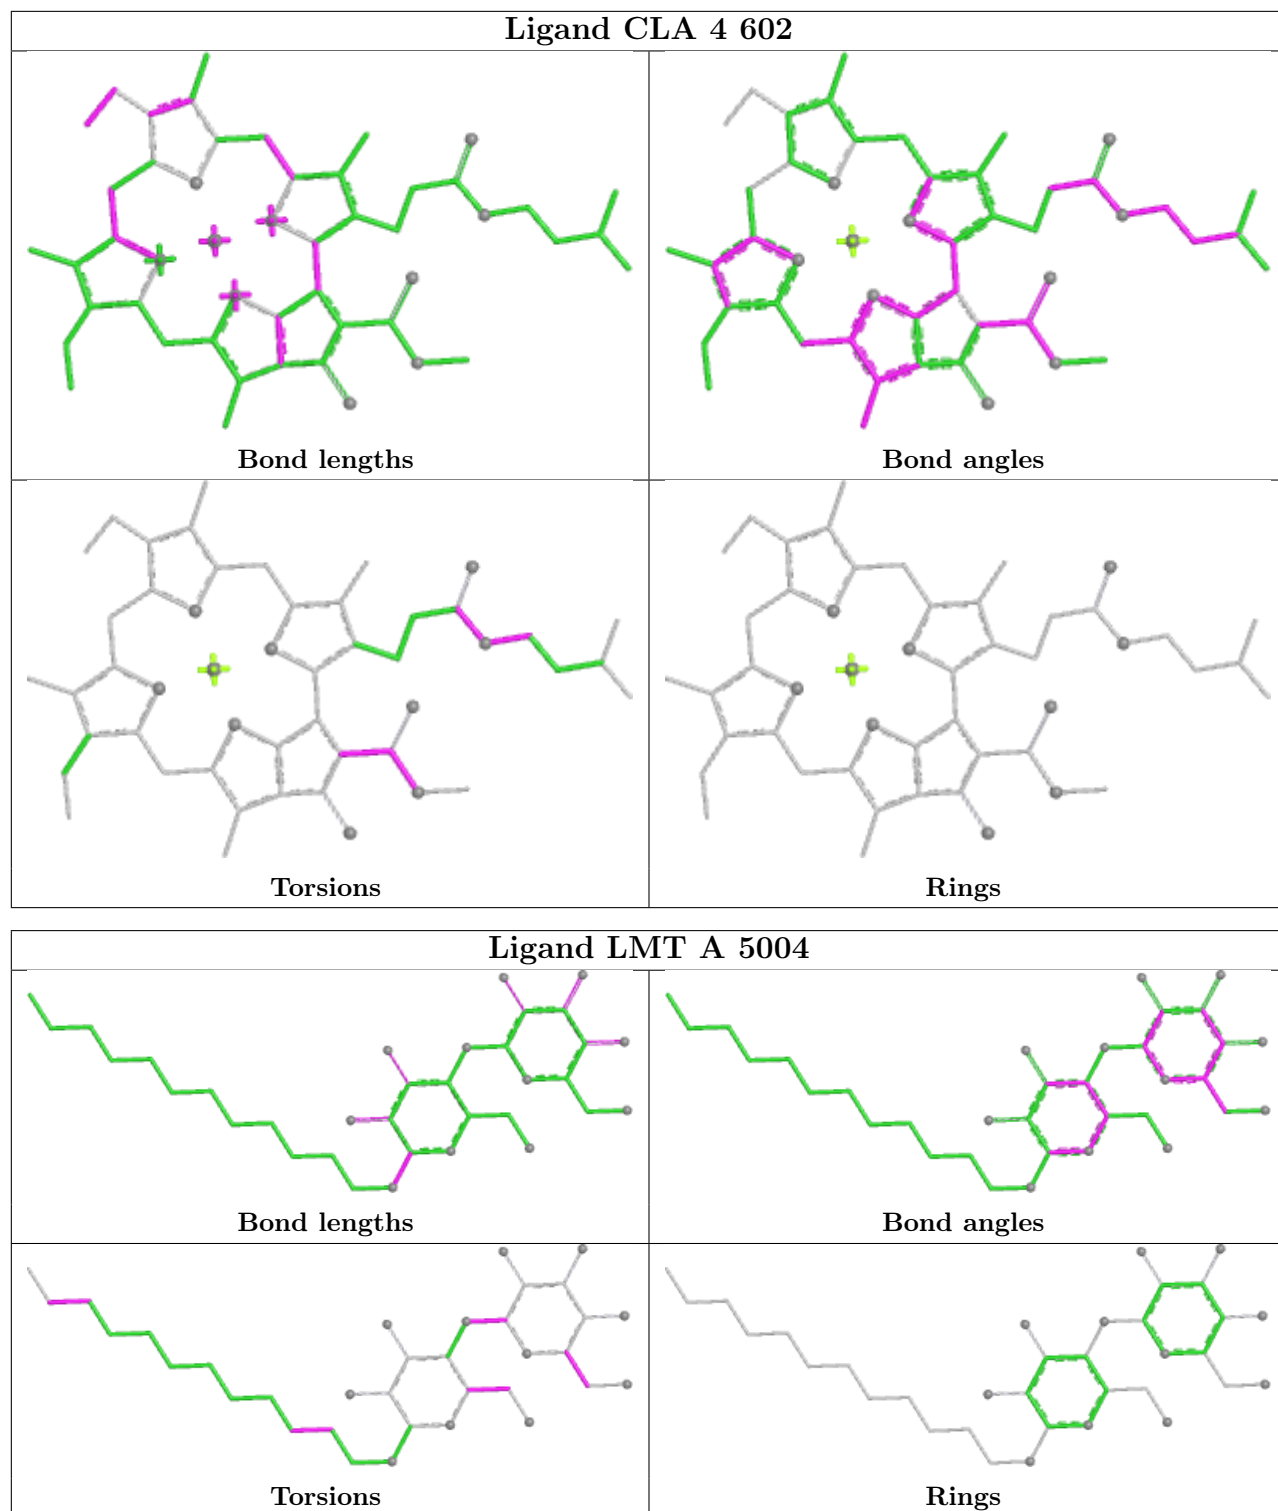 Ligand CLA 4 602
Bond lengths
Bond angles
Torsions
Rings
Ligand LMT A 5004
Bond lengths
Bond angles
Torsions
Rings